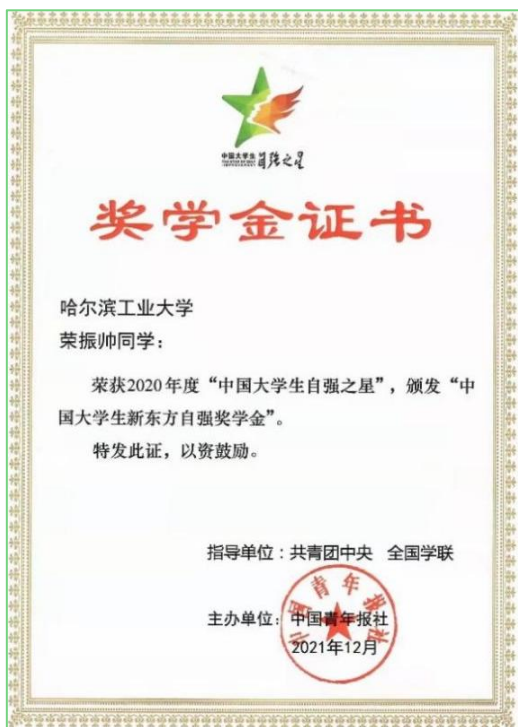 中国大学生
自强之星
奖学金证书
哈尔滨工业大学
荣振帅同学：
荣获2020年度“中国大学生自强之星”，颁发“中
国大学生新东方自强奖学金”。
特发此证，以资鼓励。
指导单位：共青团中央 全国学联
主办单位：中国青年报社
2021年12月
中国青年报社